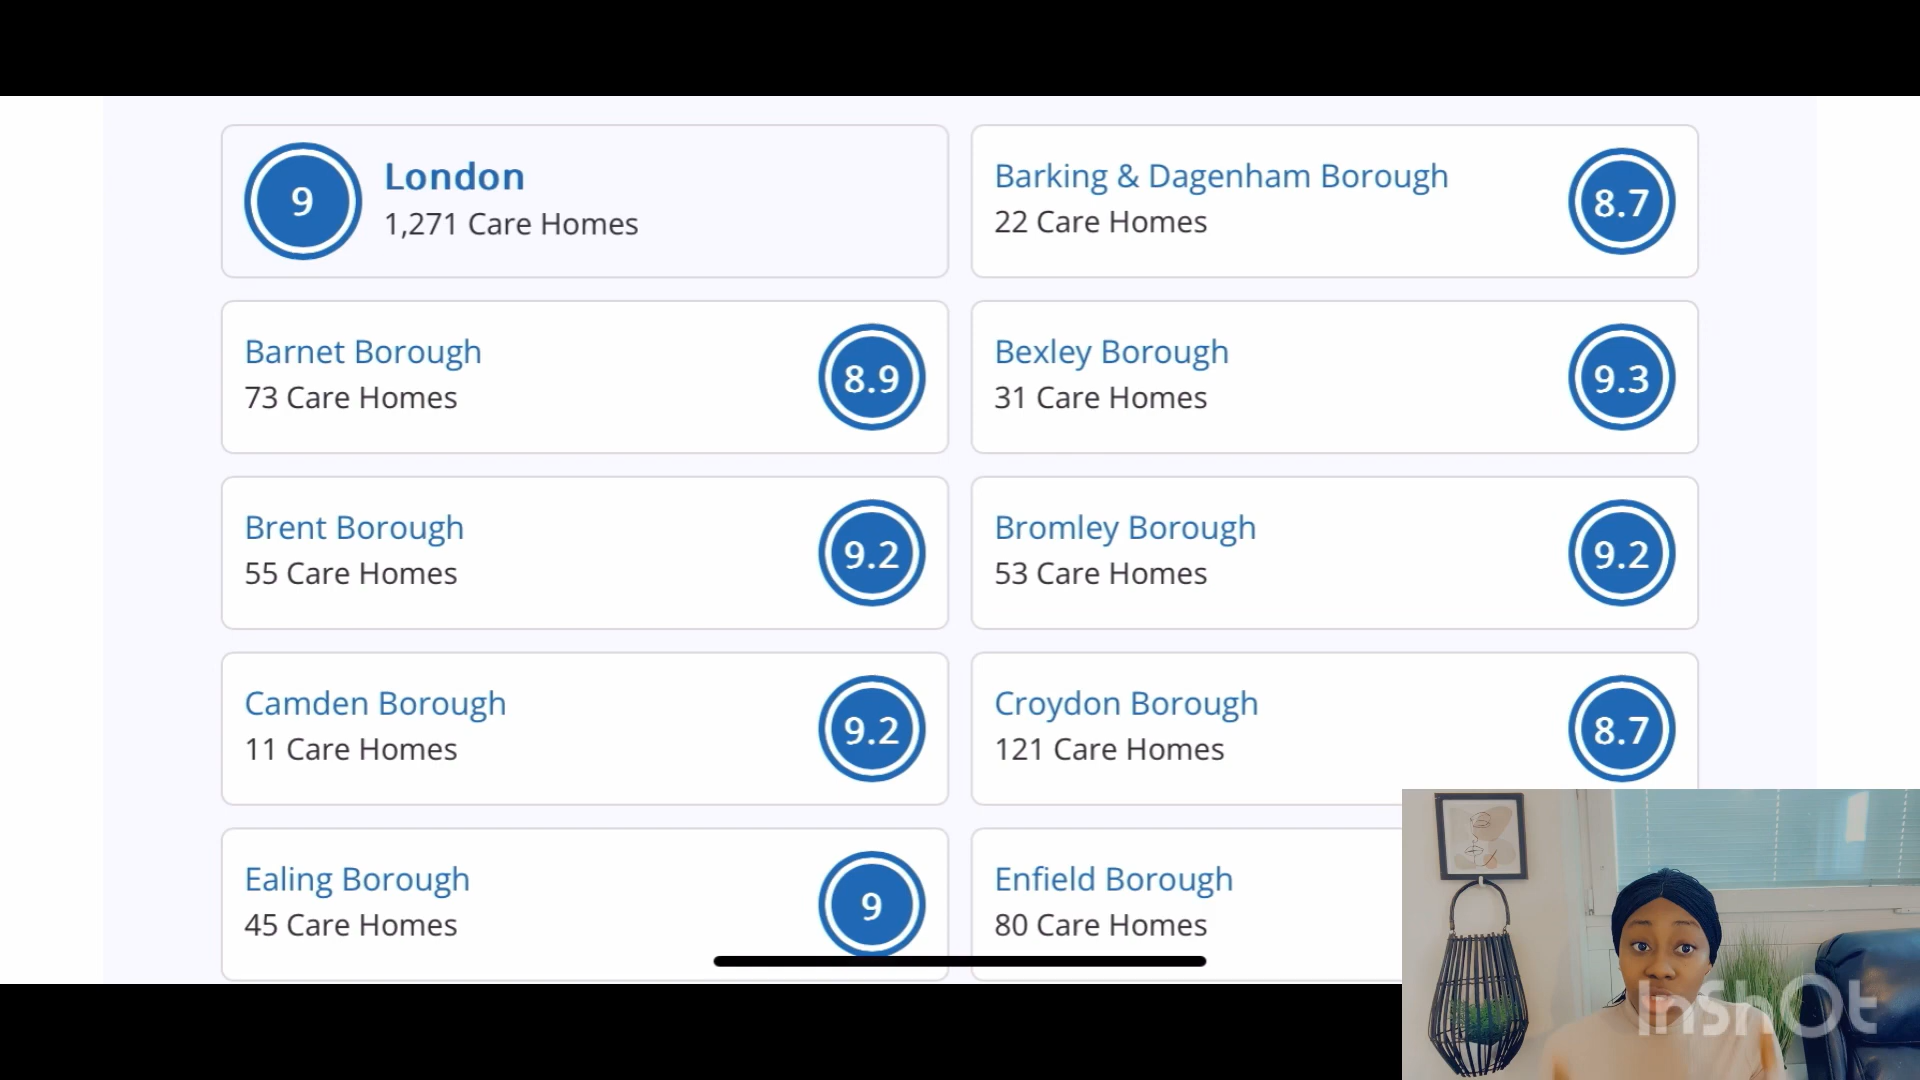 9
London
1,271 Care Homes
Barking & Dagenham Borough
22 Care Homes
8.7
Barnet Borough
73 Care Homes
8.9
Bexley Borough
31 Care Homes
9.3
Brent Borough
55 Care Homes
9.2
Bromley Borough
53 Care Homes
9.2
Camden Borough
11 Care Homes
9.2
Croydon Borough
121 Care Homes
8.7
Ealing Borough
45 Care Homes
9
Enfield Borough
80 Care Homes
InShOt